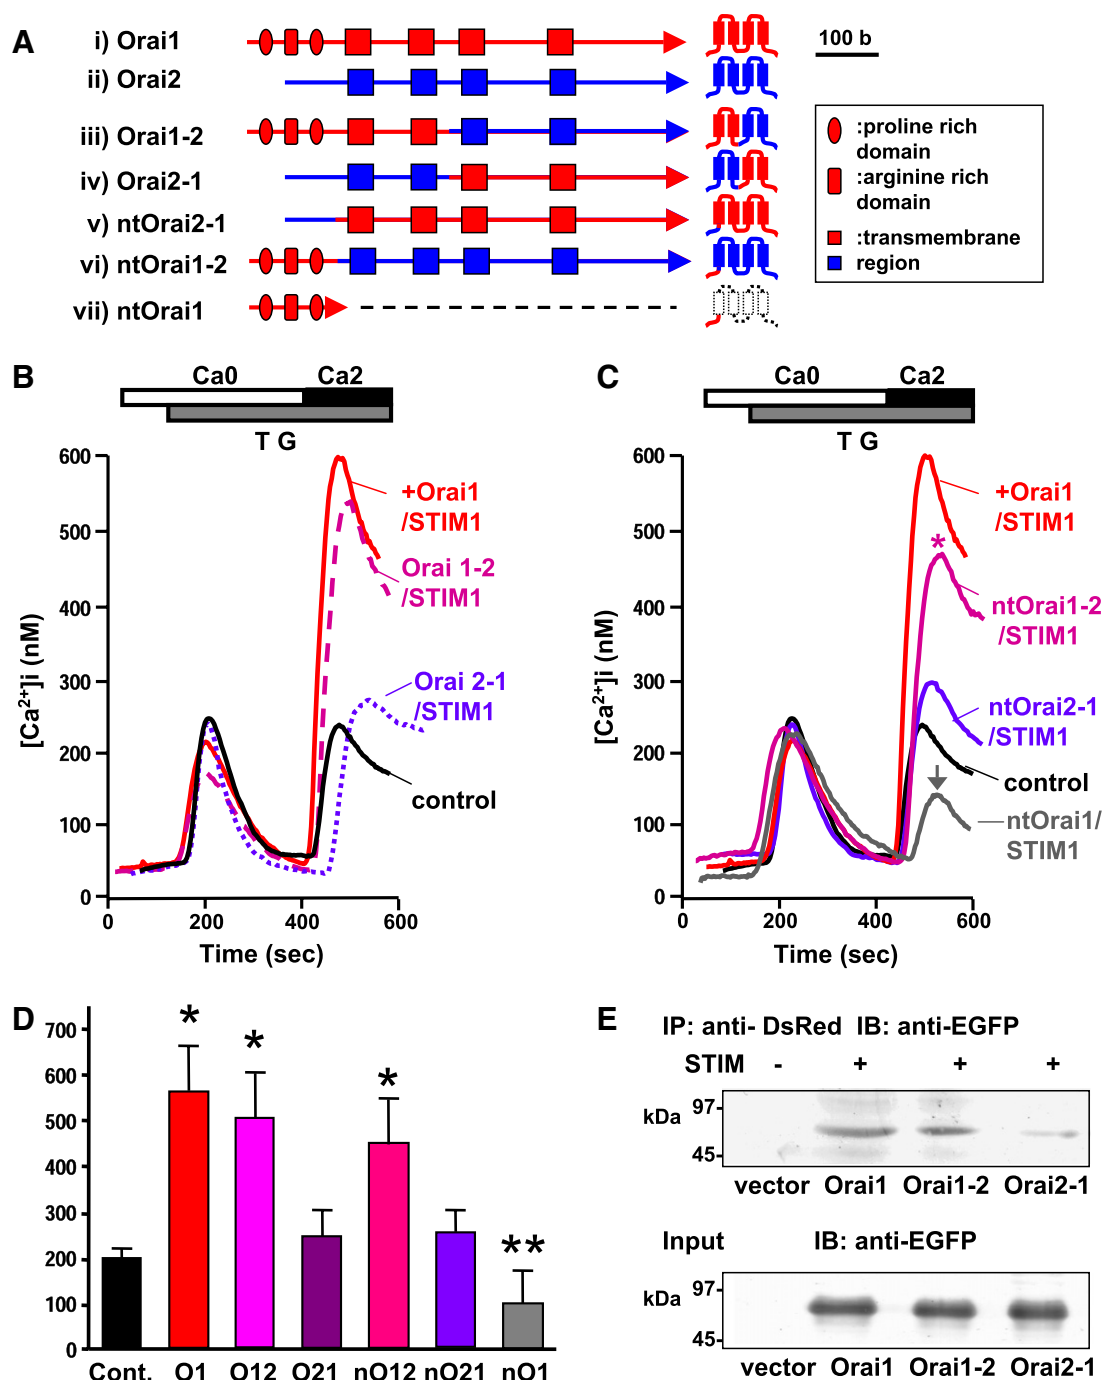 A
i) Orai1
ii) Orai2
iii) Orai1-2
iv) Orai2-1
v) ntOrai2-1
vi) ntOrai1-2
vii) ntOrai1
100 b
:proline rich
domain
:arginine rich
domain
:transmembrane
region
B
Ca0 Ca2
T G
600
500
400
300
200
100
0
[Ca2+]i (nM)
0 200 400 600
Time (sec)
+Orai1
/STIM1
Orai 1-2
/STIM1
Orai 2-1
/STIM1
control
C
Ca0 Ca2
T G
600
500
400
300
200
100
0
[Ca2+]i (nM)
0 200 400 600
Time (sec)
+Orai1
/STIM1
*
ntOrai1-2
/STIM1
ntOrai2-1
/STIM1
control
ntOrai1/
STIM1
D
700
600
500
400
300
200
100
0
* * * **
Cont. O1 O12 O21 nO12 nO21 nO1
E
IP: anti- DsRed IB: anti-EGFP
STIM - + + +
kDa
97
45
vector Orai1 Orai1-2 Orai2-1
Input IB: anti-EGFP
kDa
97
45
vector Orai1 Orai1-2 Orai2-1